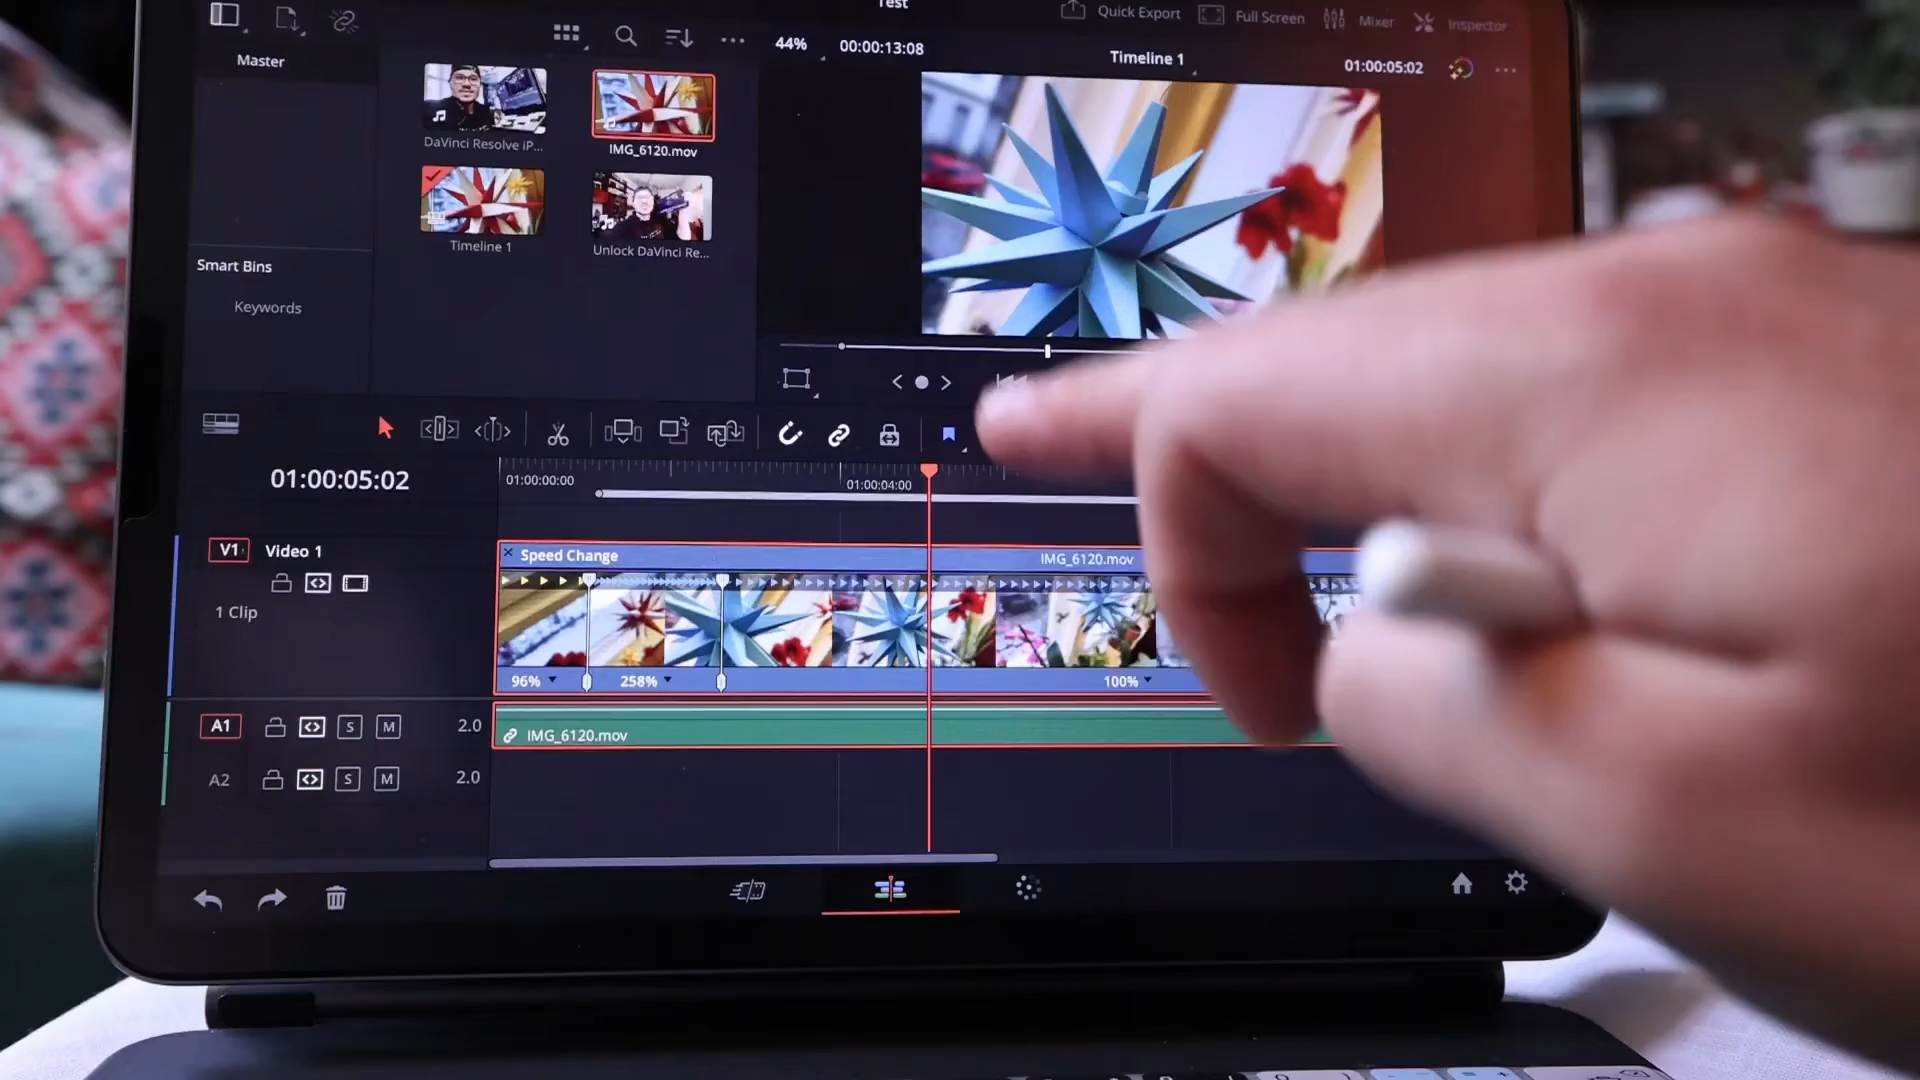 Test
Quick Export
Full Screen
Mixer
Inspector
Master
44%
00:00:13:08
Timeline 1
01:00:05:02
DaVinci Resolve iP...
IMG_6120.mov
Timeline 1
Unlock DaVinci Re...
Smart Bins
Keywords
01:00:05:02
01:00:00:00
01:00:04:00
V1
Video 1
1 Clip
Speed Change
IMG_6120.mov
96%
258%
100%
A1
S
M
2.0
IMG_6120.mov
A2
S
M
2.0